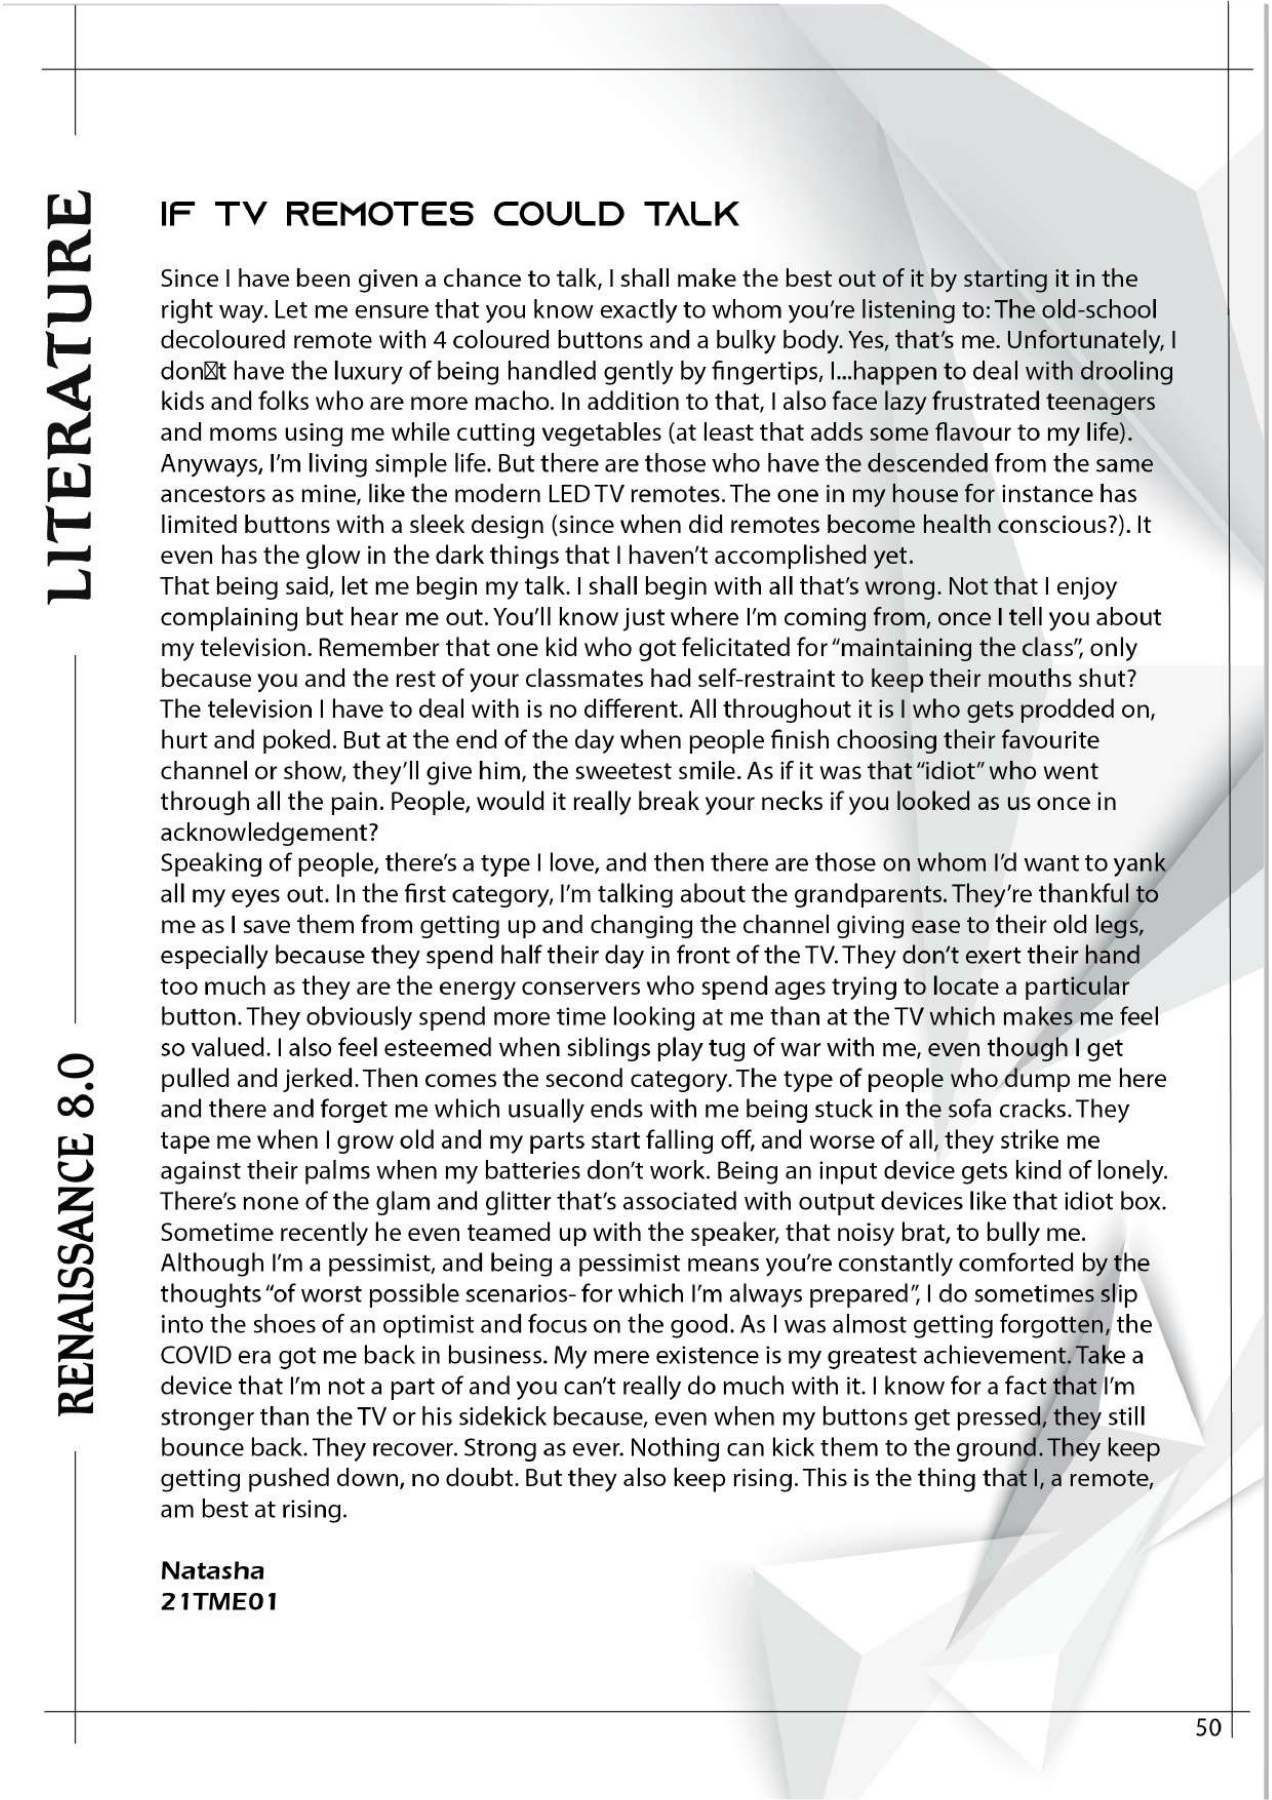 LITERATURE
RENAISSANCE 8.0
IF TV REMOTES COULD TALK
Since I have been given a chance to talk, I shall make the best out of it by starting it in the
right way. Let me ensure that you know exactly to whom you're listening to: The old-school
decoloured remote with 4 coloured buttons and a bulky body. Yes, that's me. Unfortunately, I
don☒t have the luxury of being handled gently by fingertips, I...happen to deal with drooling
kids and folks who are more macho. In addition to that, I also face lazy frustrated teenagers
and moms using me while cutting vegetables (at least that adds some flavour to my life).
Anyways, I'm living simple life. But there are those who have the descended from the same
ancestors as mine, like the modern LED TV remotes. The one in my house for instance has
limited buttons with a sleek design (since when did remotes become health conscious?). It
even has the glow in the dark things that I haven't accomplished yet.
That being said, let me begin my talk. I shall begin with all that's wrong. Not that I enjoy
complaining but hear me out. You'll know just where I'm coming from, once I tell you about
my television. Remember that one kid who got felicitated for “maintaining the class”, only
because you and the rest of your classmates had self-restraint to keep their mouths shut?
The television I have to deal with is no different. All throughout it is I who gets prodded on,
hurt and poked. But at the end of the day when people finish choosing their favourite
channel or show, they'll give him, the sweetest smile. As if it was that “idiot” who went
through all the pain. People, would it really break your necks if you looked as us once in
acknowledgement?
Speaking of people, there's a type I love, and then there are those on whom I'd want to yank
all my eyes out. In the first category, I'm talking about the grandparents. They're thankful to
me as I save them from getting up and changing the channel giving ease to their old legs,
especially because they spend half their day in front of the TV. They don't exert their hand
too much as they are the energy conservers who spend ages trying to locate a particular
button. They obviously spend more time looking at me than at the TV which makes me feel
so valued. I also feel esteemed when siblings play tug of war with me, even though I get
pulled and jerked. Then comes the second category. The type of people who dump me here
and there and forget me which usually ends with me being stuck in the sofa cracks. They
tape me when I grow old and my parts start falling off, and worse of all, they strike me
against their palms when my batteries don't work. Being an input device gets kind of lonely.
There's none of the glam and glitter that's associated with output devices like that idiot box.
Sometime recently he even teamed up with the speaker, that noisy brat, to bully me.
Although I'm a pessimist, and being a pessimist means you're constantly comforted by the
thoughts “of worst possible scenarios- for which I'm always prepared”, I do sometimes slip
into the shoes of an optimist and focus on the good. As I was almost getting forgotten, the
COVID era got me back in business. My mere existence is my greatest achievement. Take a
device that I'm not a part of and you can't really do much with it. I know for a fact that I'm
stronger than the TV or his sidekick because, even when my buttons get pressed, they still
bounce back. They recover. Strong as ever. Nothing can kick them to the ground. They keep
getting pushed down, no doubt. But they also keep rising. This is the thing that I, a remote,
am best at rising.
Natasha
21TME01
50